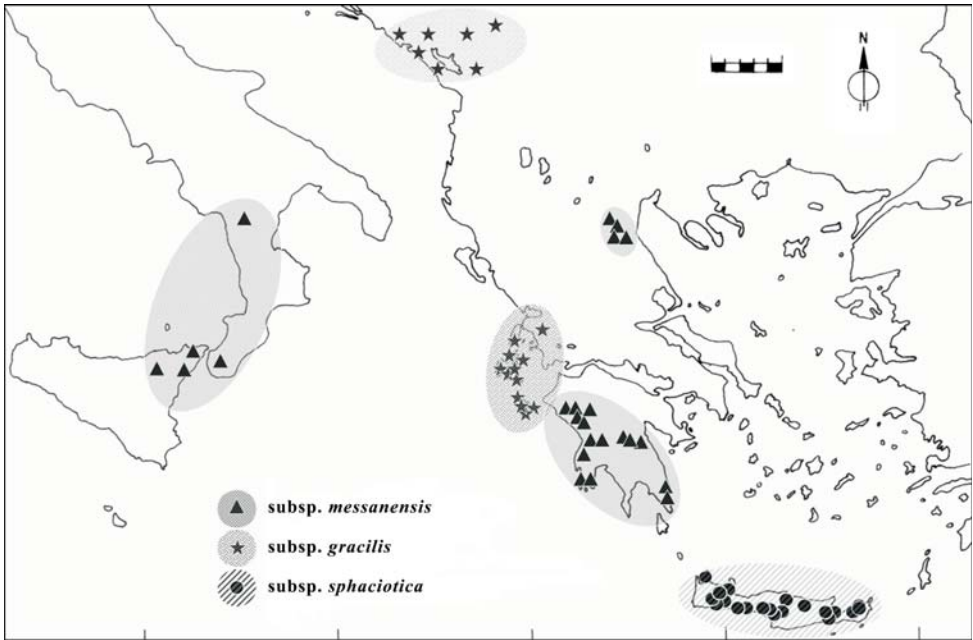 N
subsp. messanensis
subsp. gracilis
subsp. sphaciotica